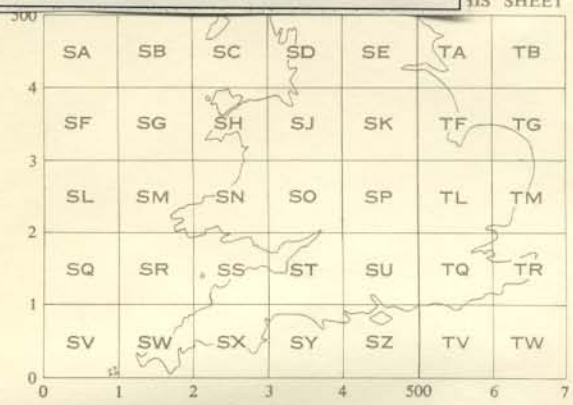 HIS SHEET
500
SA SB SC SD SE TA TB
4
SF SG SH SJ SK TF TG
3
SL SM SN SO SP TL TM
2
SQ SR SS ST SU TQ TR
1
SV SW SX SY SZ TV TW
0
0 1 2 3 4 500 6 7